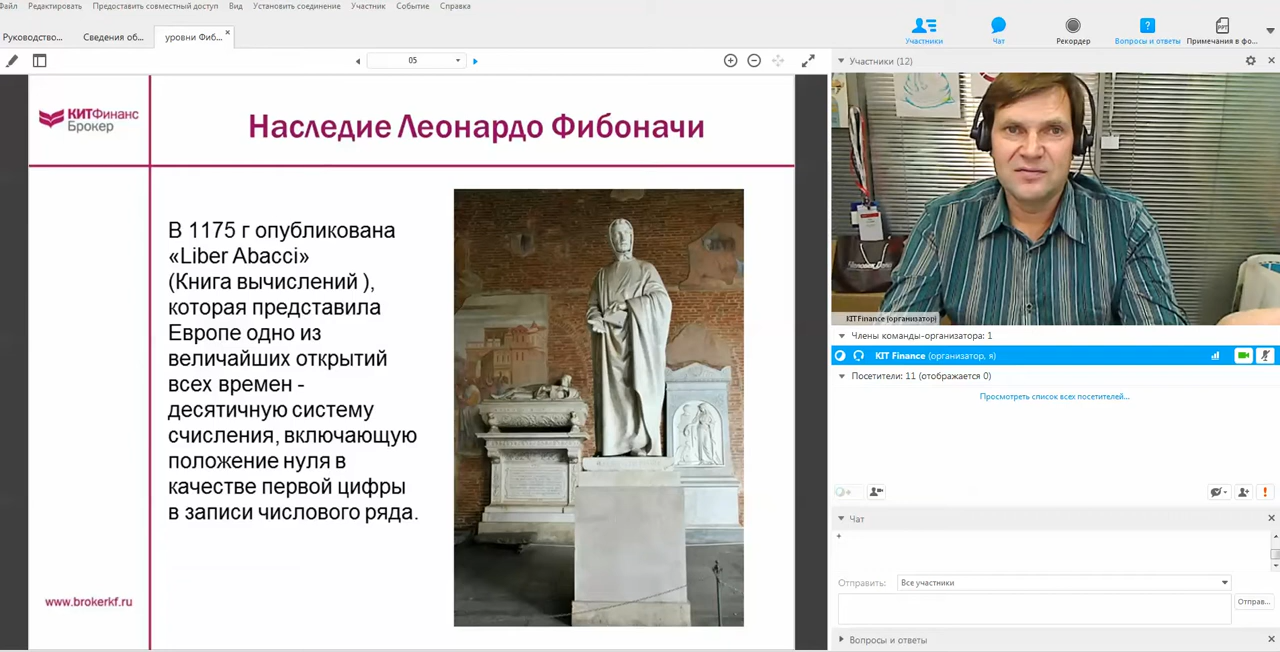 Файл Редактировать Предоставить совместный доступ Вид Установить соединение Участник Событие Справка
Руководство... Сведения об... уровни Фиб...
Участники Чат Рекордер Вопросы и ответы Примечания в фо...
05
КИТФинанс
Брокер
Наследие Леонардо Фибоначи
В 1175 г опубликована
«Liber Abacci»
(Книга вычислений ),
которая представила
Европе одно из
величайших открытий
всех времен -
десятичную систему
счисления, включающую
положение нуля в
качестве первой цифры
в записи числового ряда.
www.brokerkf.ru
Участники (12)
KIT Finance (организатор)
Члены команды-организатора: 1
KIT Finance (организатор, я)
Посетители: 11 (отображается 0)
Просмотреть список всех посетителей...
Чат
+
Отправить: Все участники
Отправ...
Вопросы и ответы